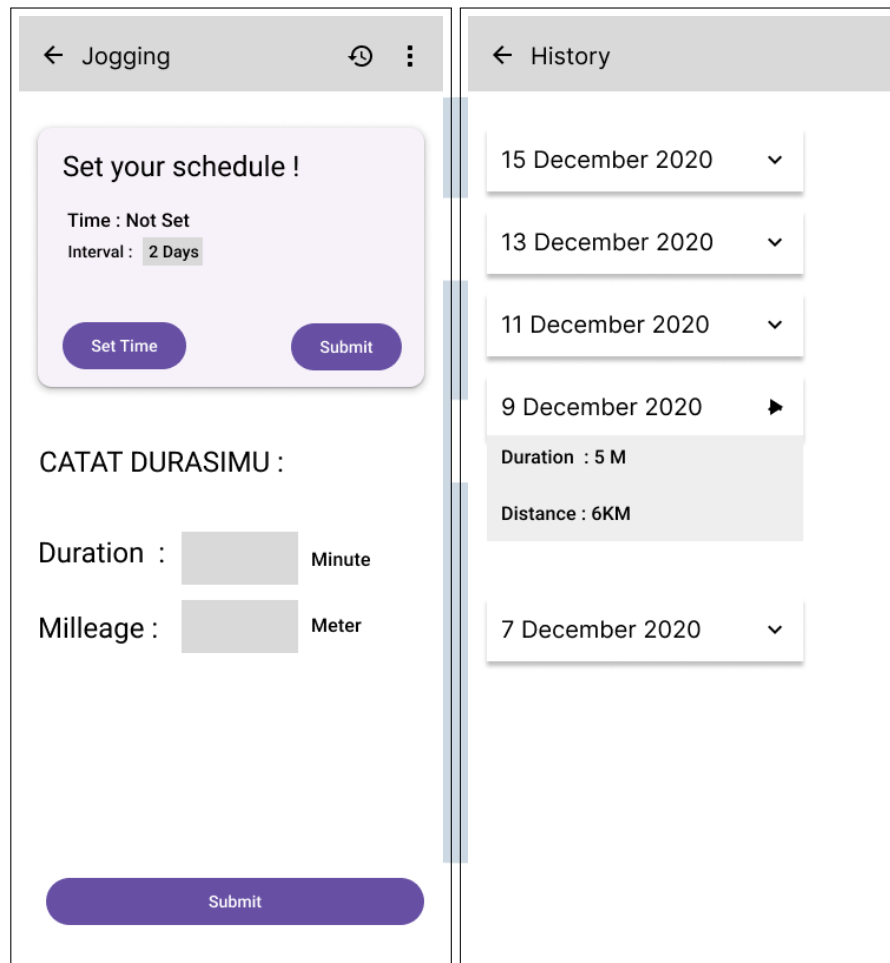 Jogging
Set your schedule !
Time : Not Set
Interval : 2 Days
Set Time
Submit
CATAT DURASIMU :
Duration : Minute
Milleage : Meter
Submit
History
15 December 2020
13 December 2020
11 December 2020
9 December 2020
Duration : 5 M
Distance : 6KM
7 December 2020